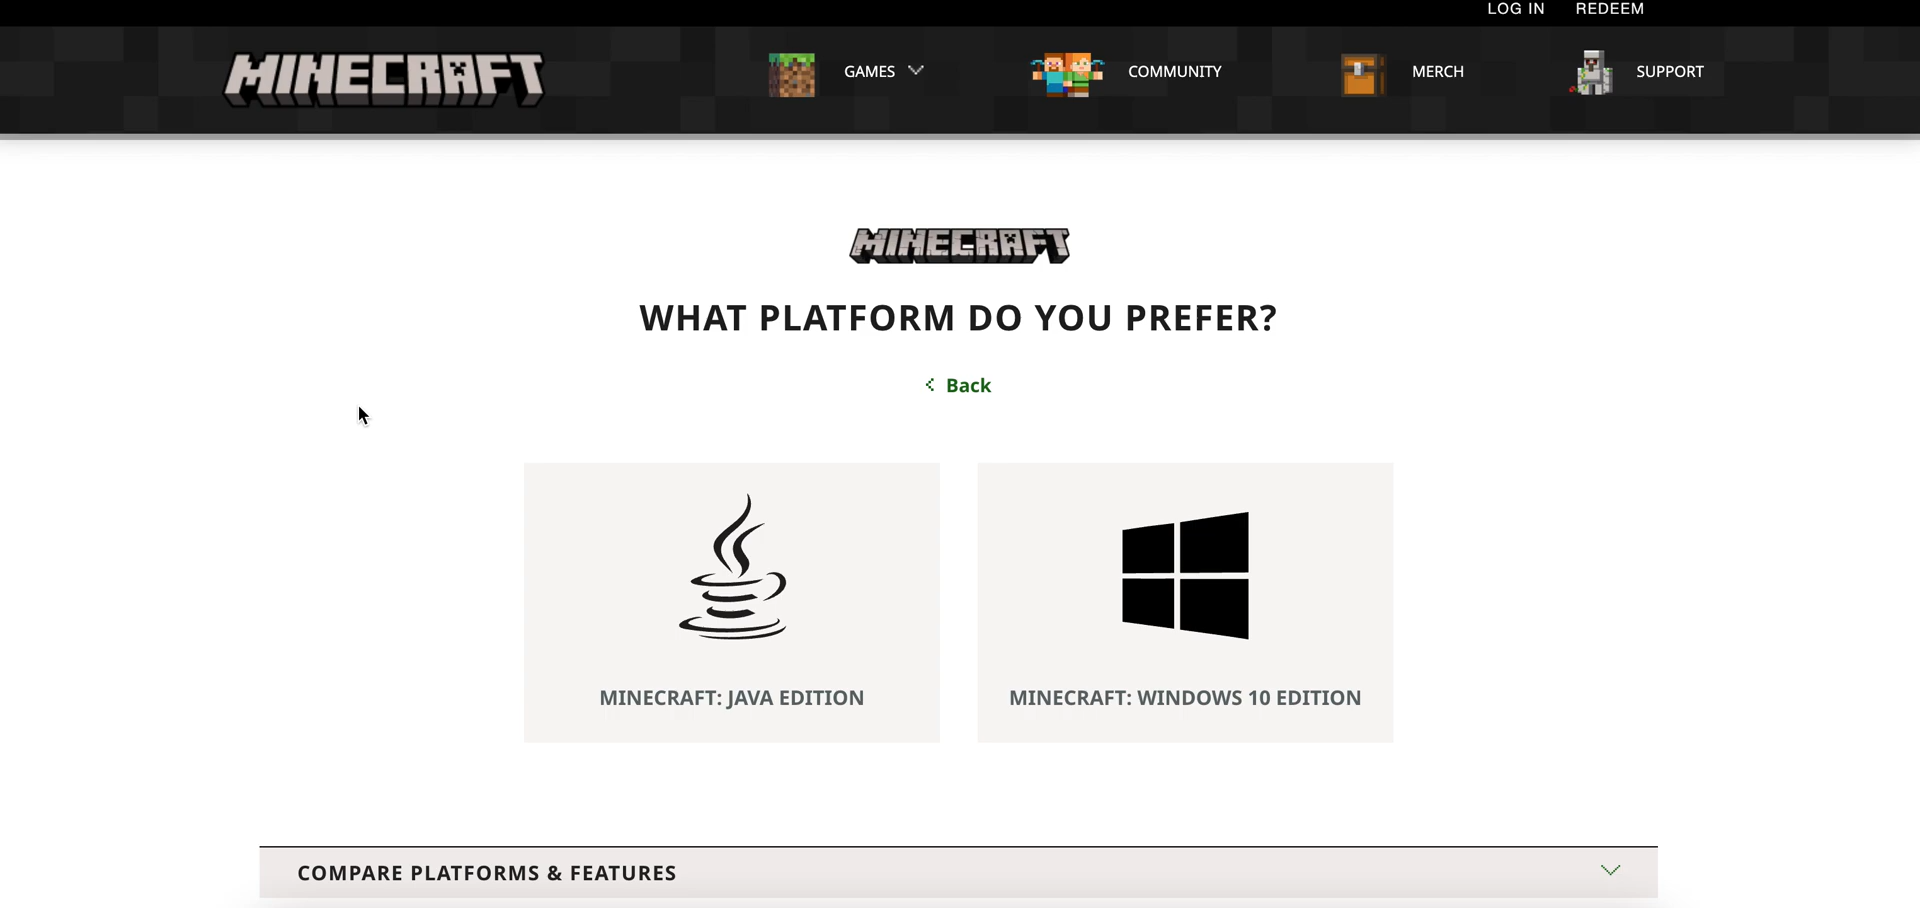 LOG IN REDEEM
MINECRAFT GAMES COMMUNITY MERCH SUPPORT
MINECRAFT
WHAT PLATFORM DO YOU PREFER?
Back
MINECRAFT: JAVA EDITION MINECRAFT: WINDOWS 10 EDITION
COMPARE PLATFORMS & FEATURES